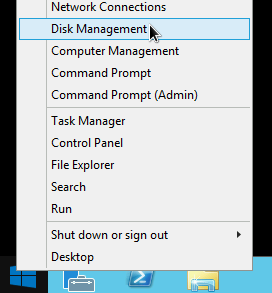 Network Connections
Disk Management
Computer Management
Command Prompt
Command Prompt (Admin)
Task Manager
Control Panel
File Explorer
Search
Run
Shut down or sign out
Desktop